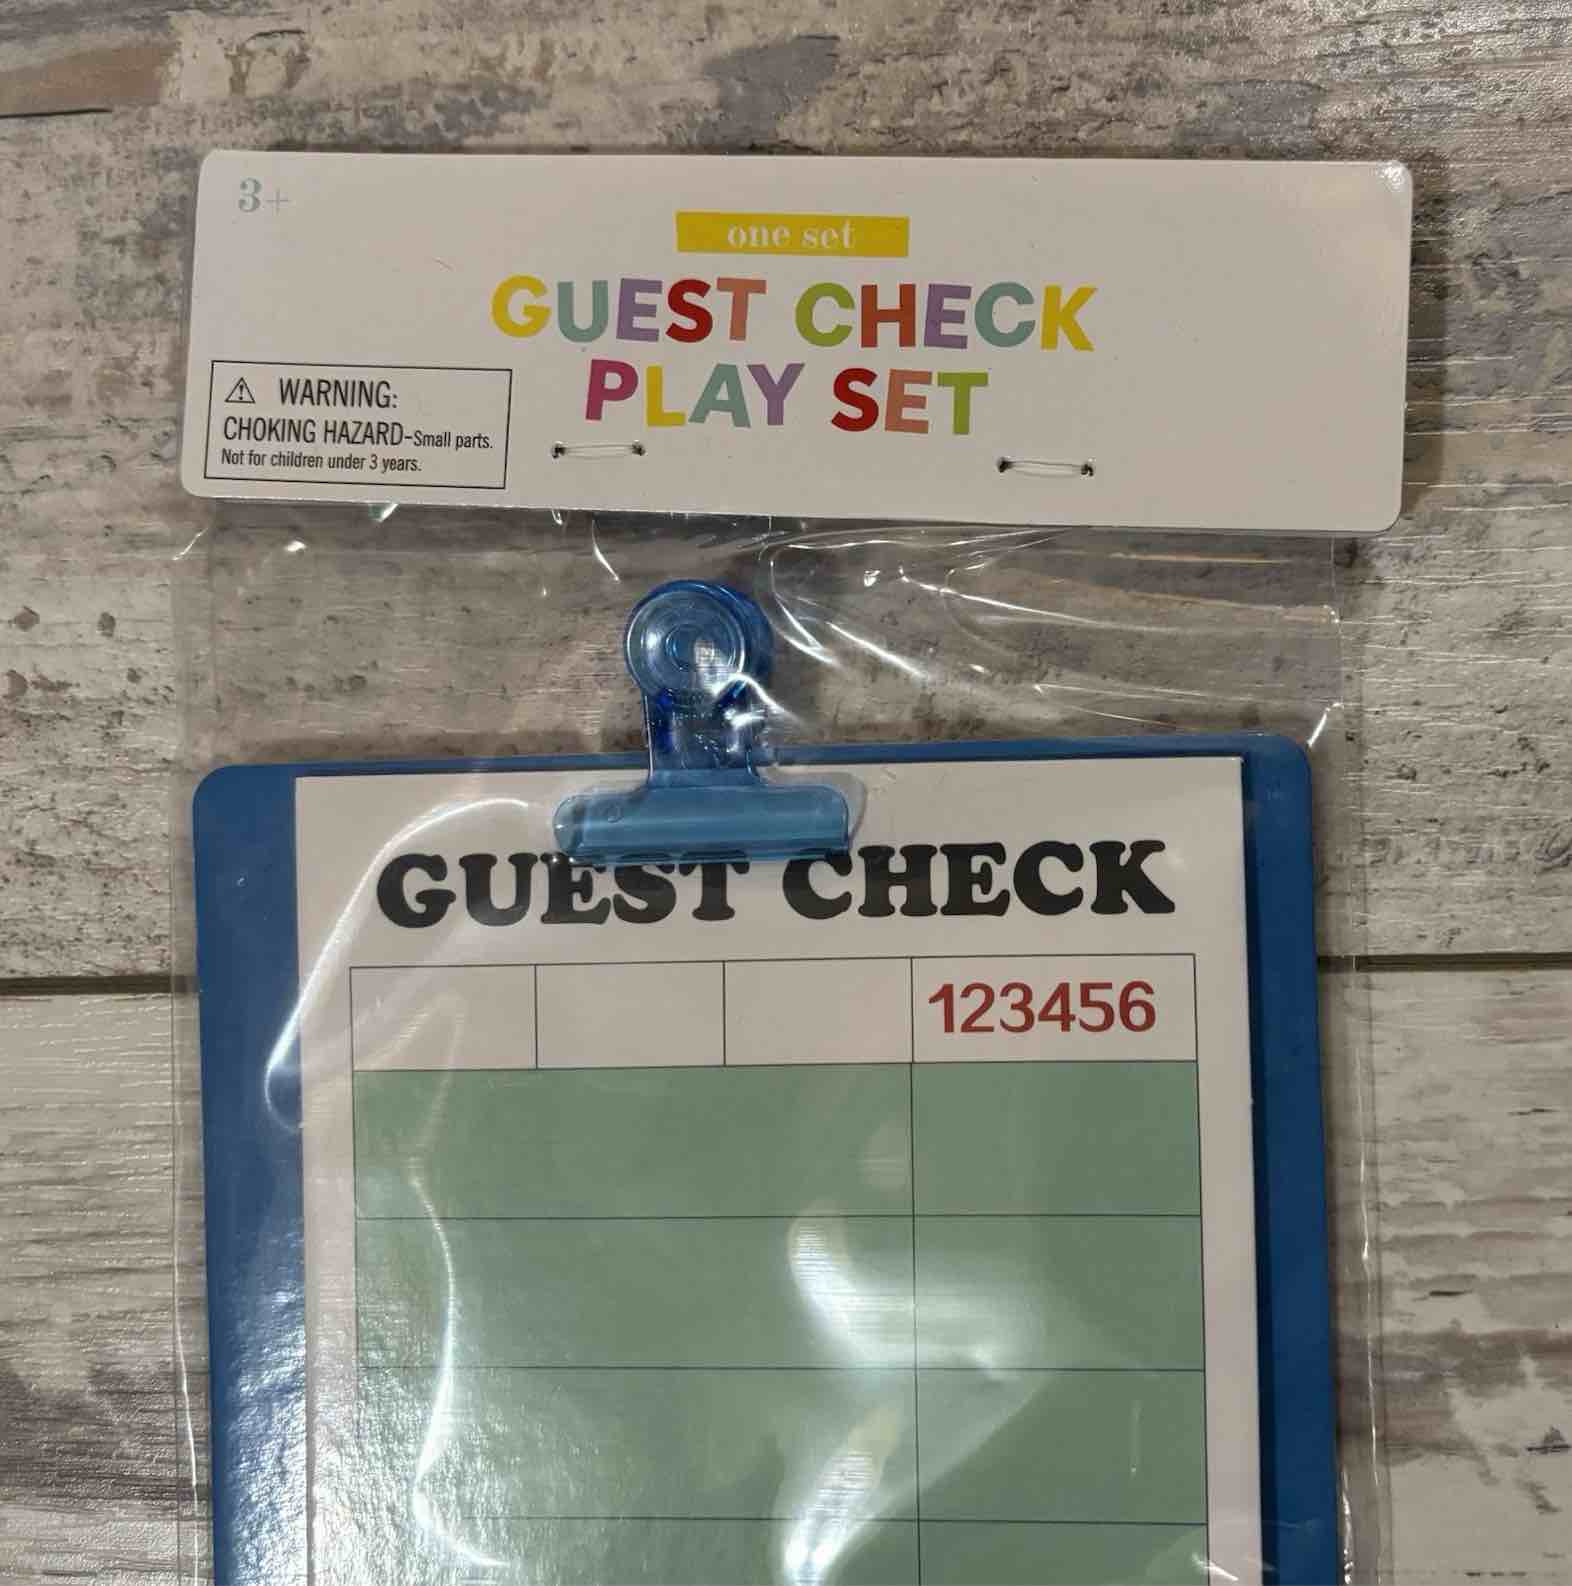 3+
one set
GUEST CHECK
PLAY SET
⚠ WARNING:
CHOKING HAZARD-Small parts.
Not for children under 3 years.
GUEST CHECK
123456